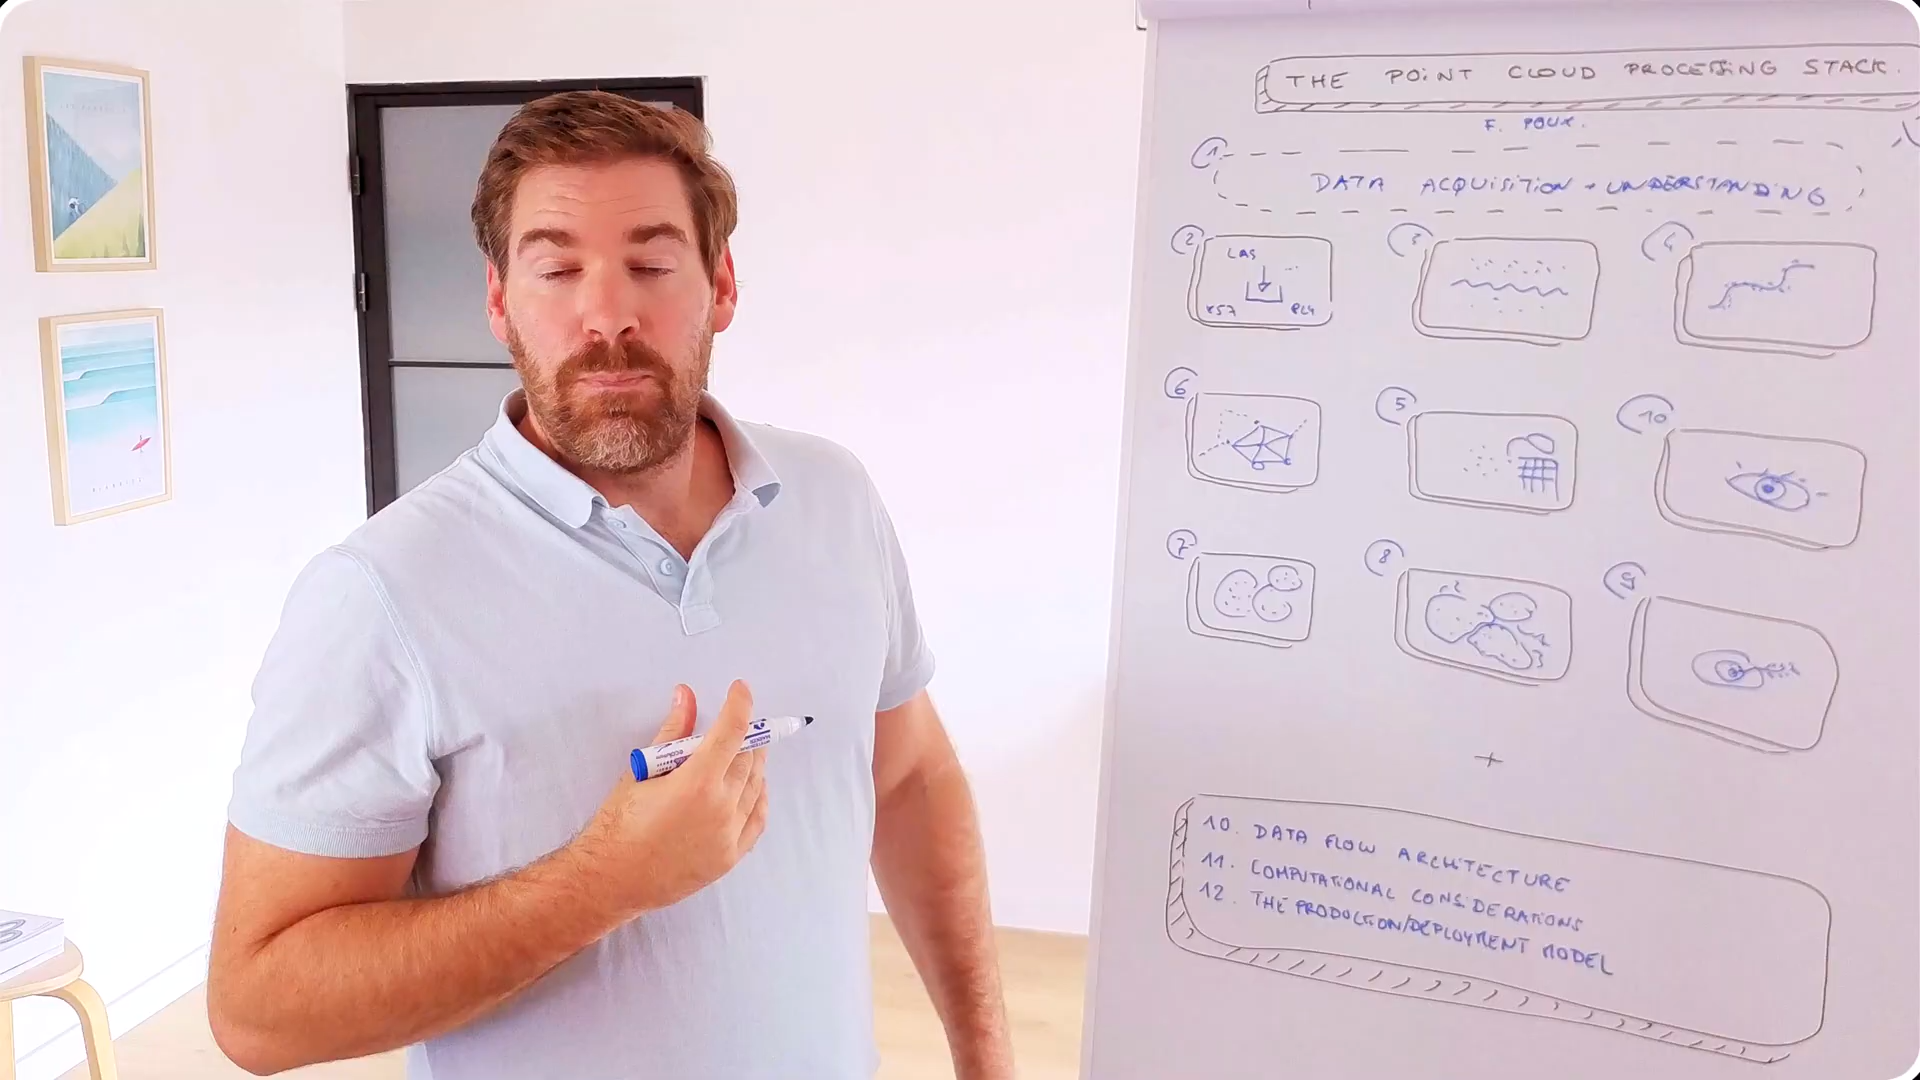 THE POINT CLOUD PROCESSING STACK.
F. POUX.
1
DATA ACQUISITION + UNDERSTANDING
2
3
4
LAS
E57
PLY
6
5
10
7
8
9
+
10. DATA FLOW ARCHITECTURE
11. COMPUTATIONAL CONSIDERATIONS
12. THE PRODUCTION/DEPLOYMENT MODEL